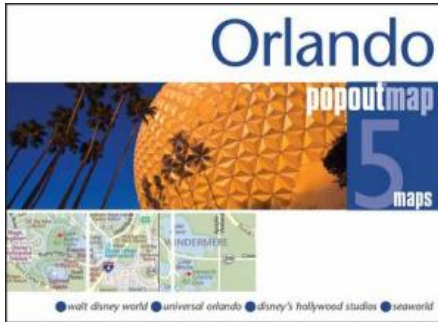 Orlando
popoutmap
5
maps
WINDERMERE
walt disney world universal orlando disney's hollywood studios seaworld